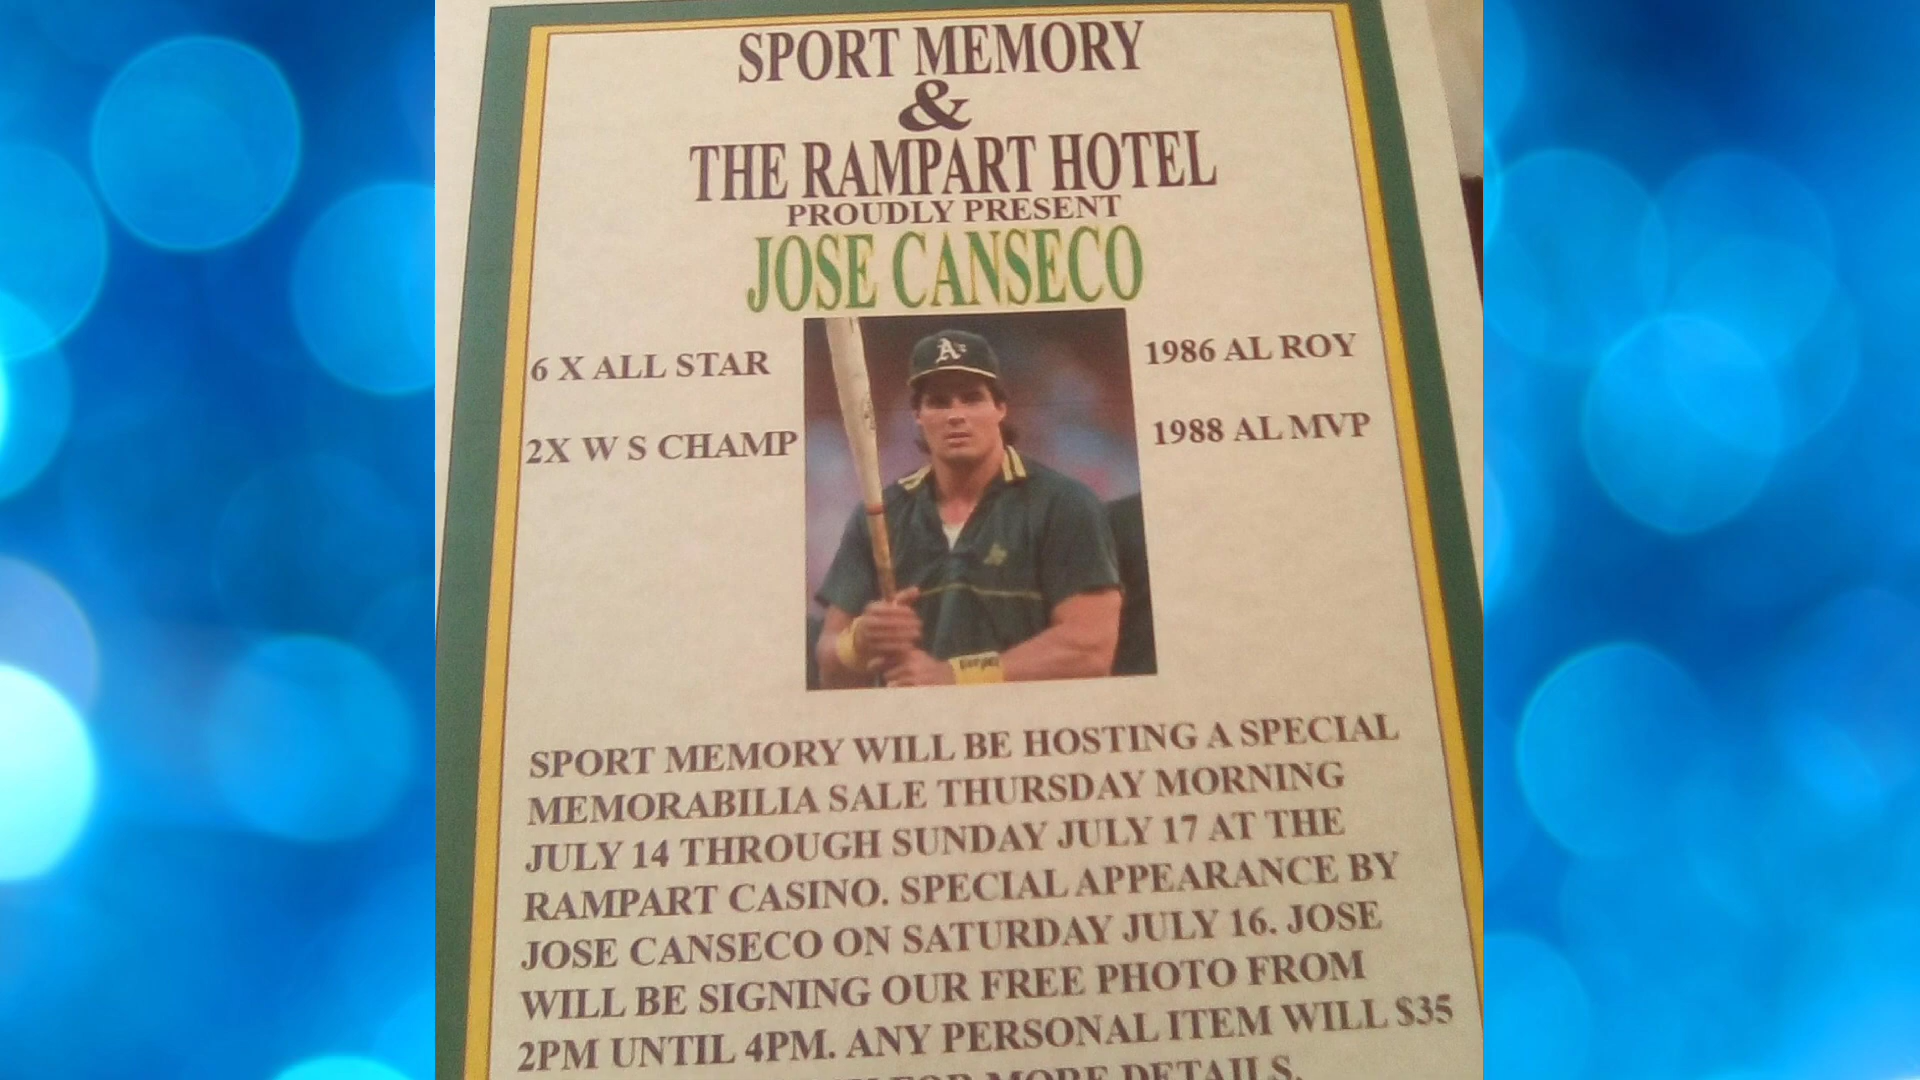 SPORT MEMORY
&
THE RAMPART HOTEL
PROUDLY PRESENT
JOSE CANSECO
6 X ALL STAR
1986 AL ROY
2X W S CHAMP
1988 AL MVP
A's
SPORT MEMORY WILL BE HOSTING A SPECIAL
MEMORABILIA SALE THURSDAY MORNING
JULY 14 THROUGH SUNDAY JULY 17 AT THE
RAMPART CASINO. SPECIAL APPEARANCE BY
JOSE CANSECO ON SATURDAY JULY 16. JOSE
WILL BE SIGNING OUR FREE PHOTO FROM
2PM UNTIL 4PM. ANY PERSONAL ITEM WILL $35
FOR MORE DETAILS.